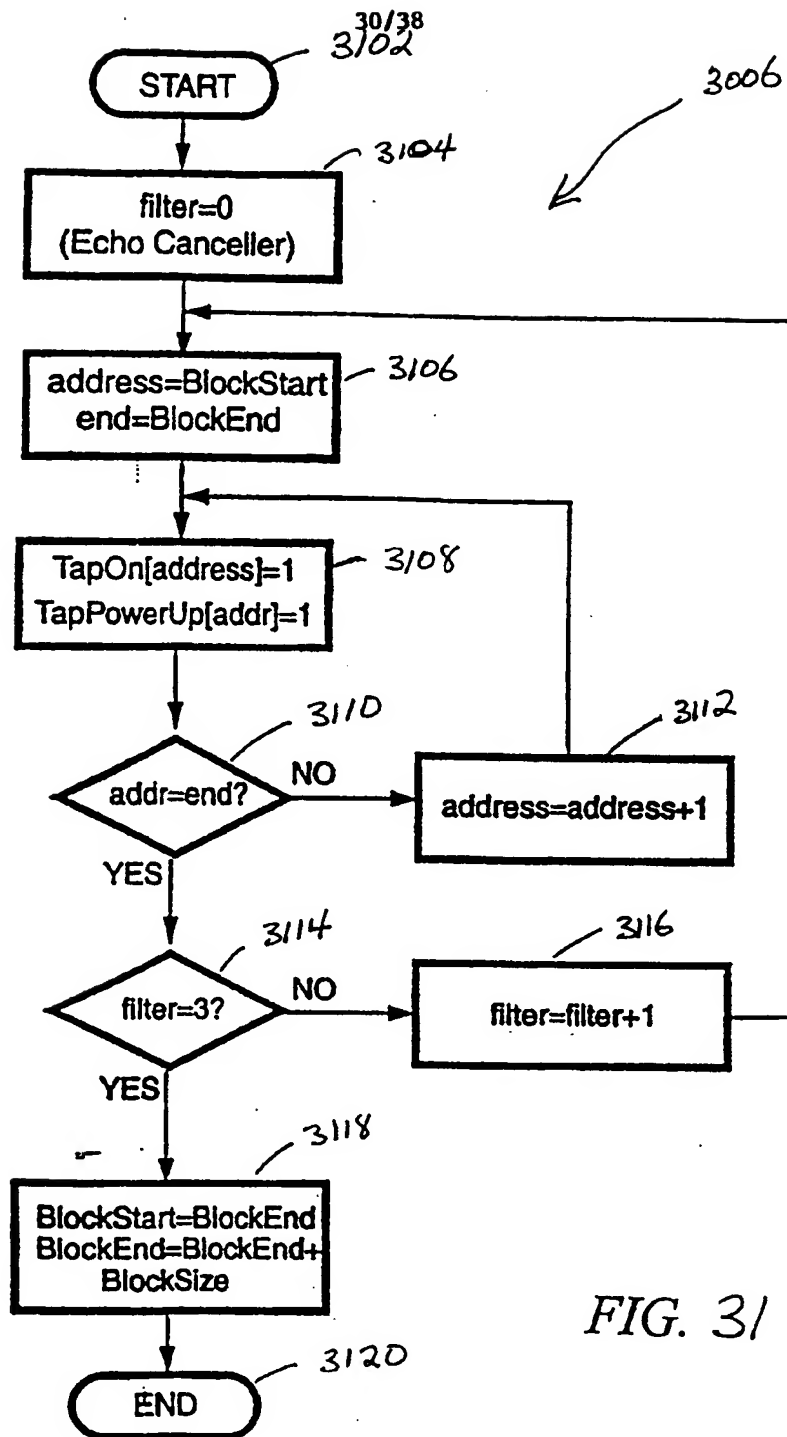 30/38
3102
START
3006
3104
filter=0
(Echo Canceller)
3106
address=BlockStart
end=BlockEnd
3108
TapOn[address]=1
TapPowerUp[addr]=1
3110
3112
addr=end?
NO
address=address+1
YES
3114
3116
filter=3?
NO
filter=filter+1
YES
3118
BlockStart=BlockEnd
BlockEnd=BlockEnd+
BlockSize
FIG. 31
3120
END